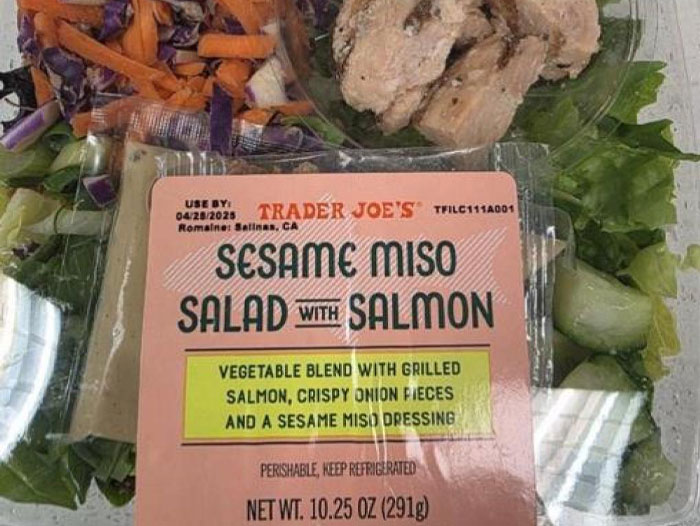 USE BY:
04/28/2025
TRADER JOE'S®
TFILC111A001
Romaine: Salinas, CA
SESAME MISO
SALAD WITH SALMON
VEGETABLE BLEND WITH GRILLED
SALMON, CRISPY ONION PIECES
AND A SESAME MISO DRESSING
PERISHABLE, KEEP REFRIGERATED
NET WT. 10.25 OZ (291g)